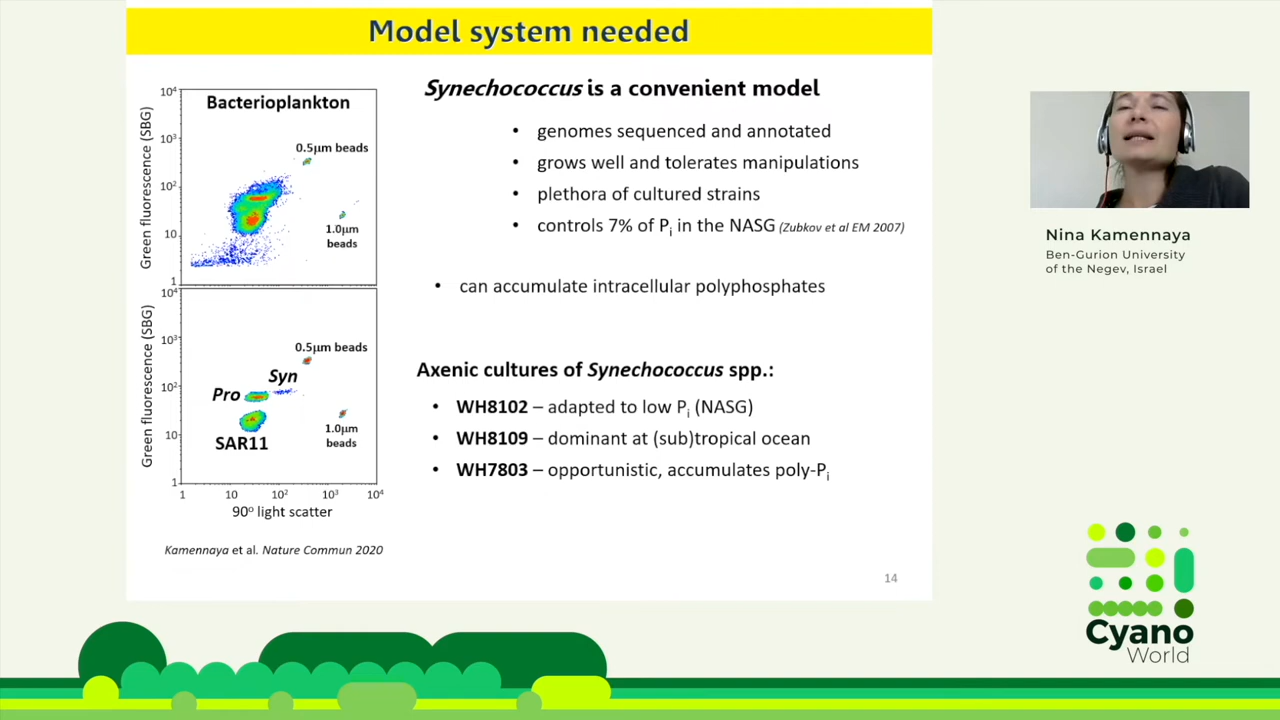 Model system needed
Bacterioplankton
Green fluorescence (SBG)
10⁴
10³
10²
10
1
0.5µm beads
1.0µm
beads
Green fluorescence (SBG)
10⁴
10³
10²
10
1
0.5µm beads
Syn
Pro
SAR11
1.0µm
beads
1 10 10² 10³ 10⁴
90º light scatter
Kamennaya et al. Nature Commun 2020
Synechococcus is a convenient model
• genomes sequenced and annotated
• grows well and tolerates manipulations
• plethora of cultured strains
• controls 7% of Pᵢ in the NASG (Zubkov et al EM 2007)
• can accumulate intracellular polyphosphates
Axenic cultures of Synechococcus spp.:
• WH8102 – adapted to low Pᵢ (NASG)
• WH8109 – dominant at (sub)tropical ocean
• WH7803 – opportunistic, accumulates poly-Pᵢ
14
Nina Kamennaya
Ben-Gurion University
of the Negev, Israel
Cyano
World